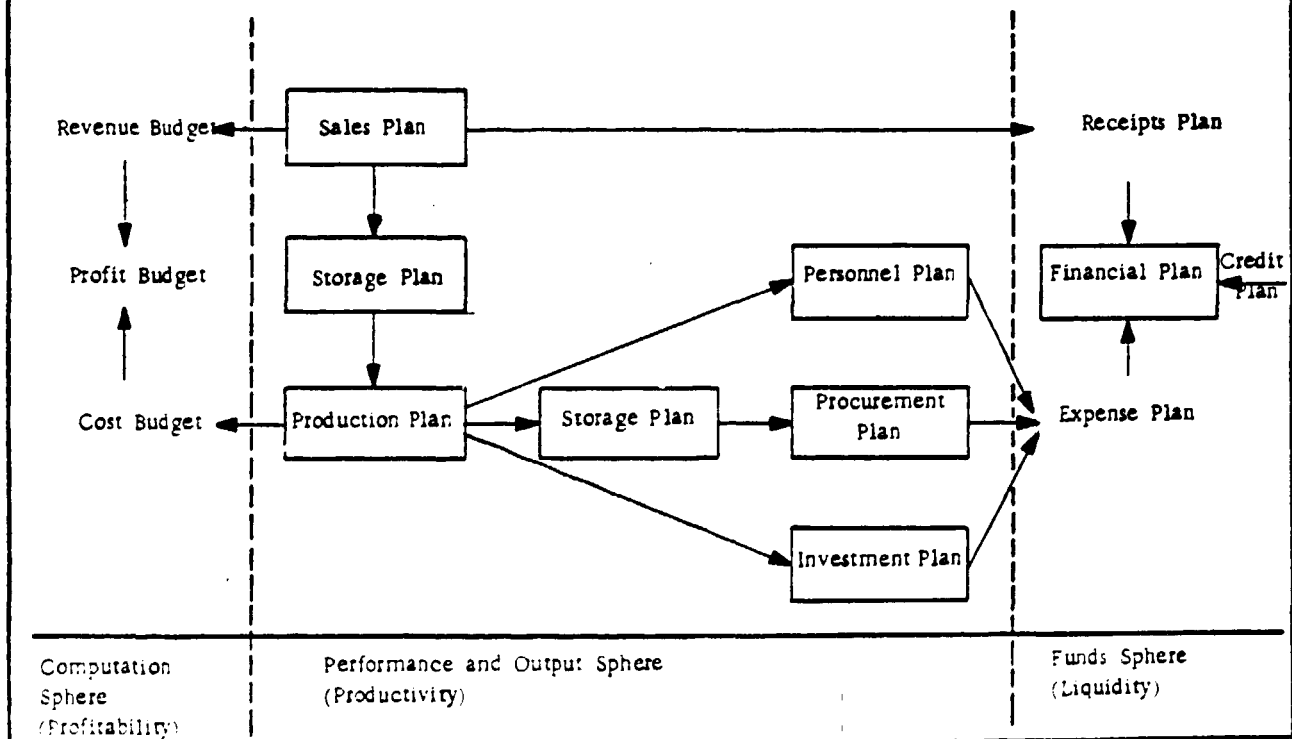 Revenue Budget
Sales Plan
Receipts Plan
Profit Budget
Storage Plan
Personnel Plan
Financial Plan
Credit
Plan
Cost Budget
Production Plan
Storage Plan
Procurement
Plan
Expense Plan
Investment Plan
Computation
Sphere
(Profitability)
Performance and Output Sphere
(Productivity)
Funds Sphere
(Liquidity)